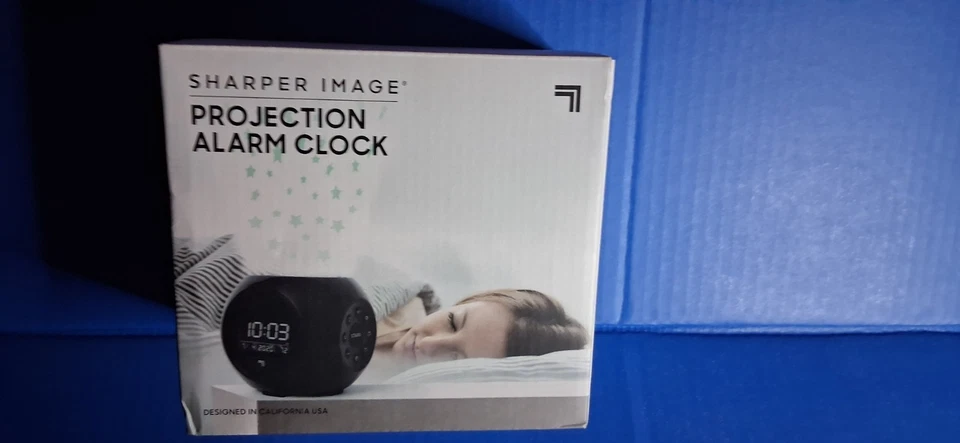 SHARPER IMAGE®
PROJECTION
ALARM CLOCK
10:03
DESIGNED IN CALIFORNIA USA